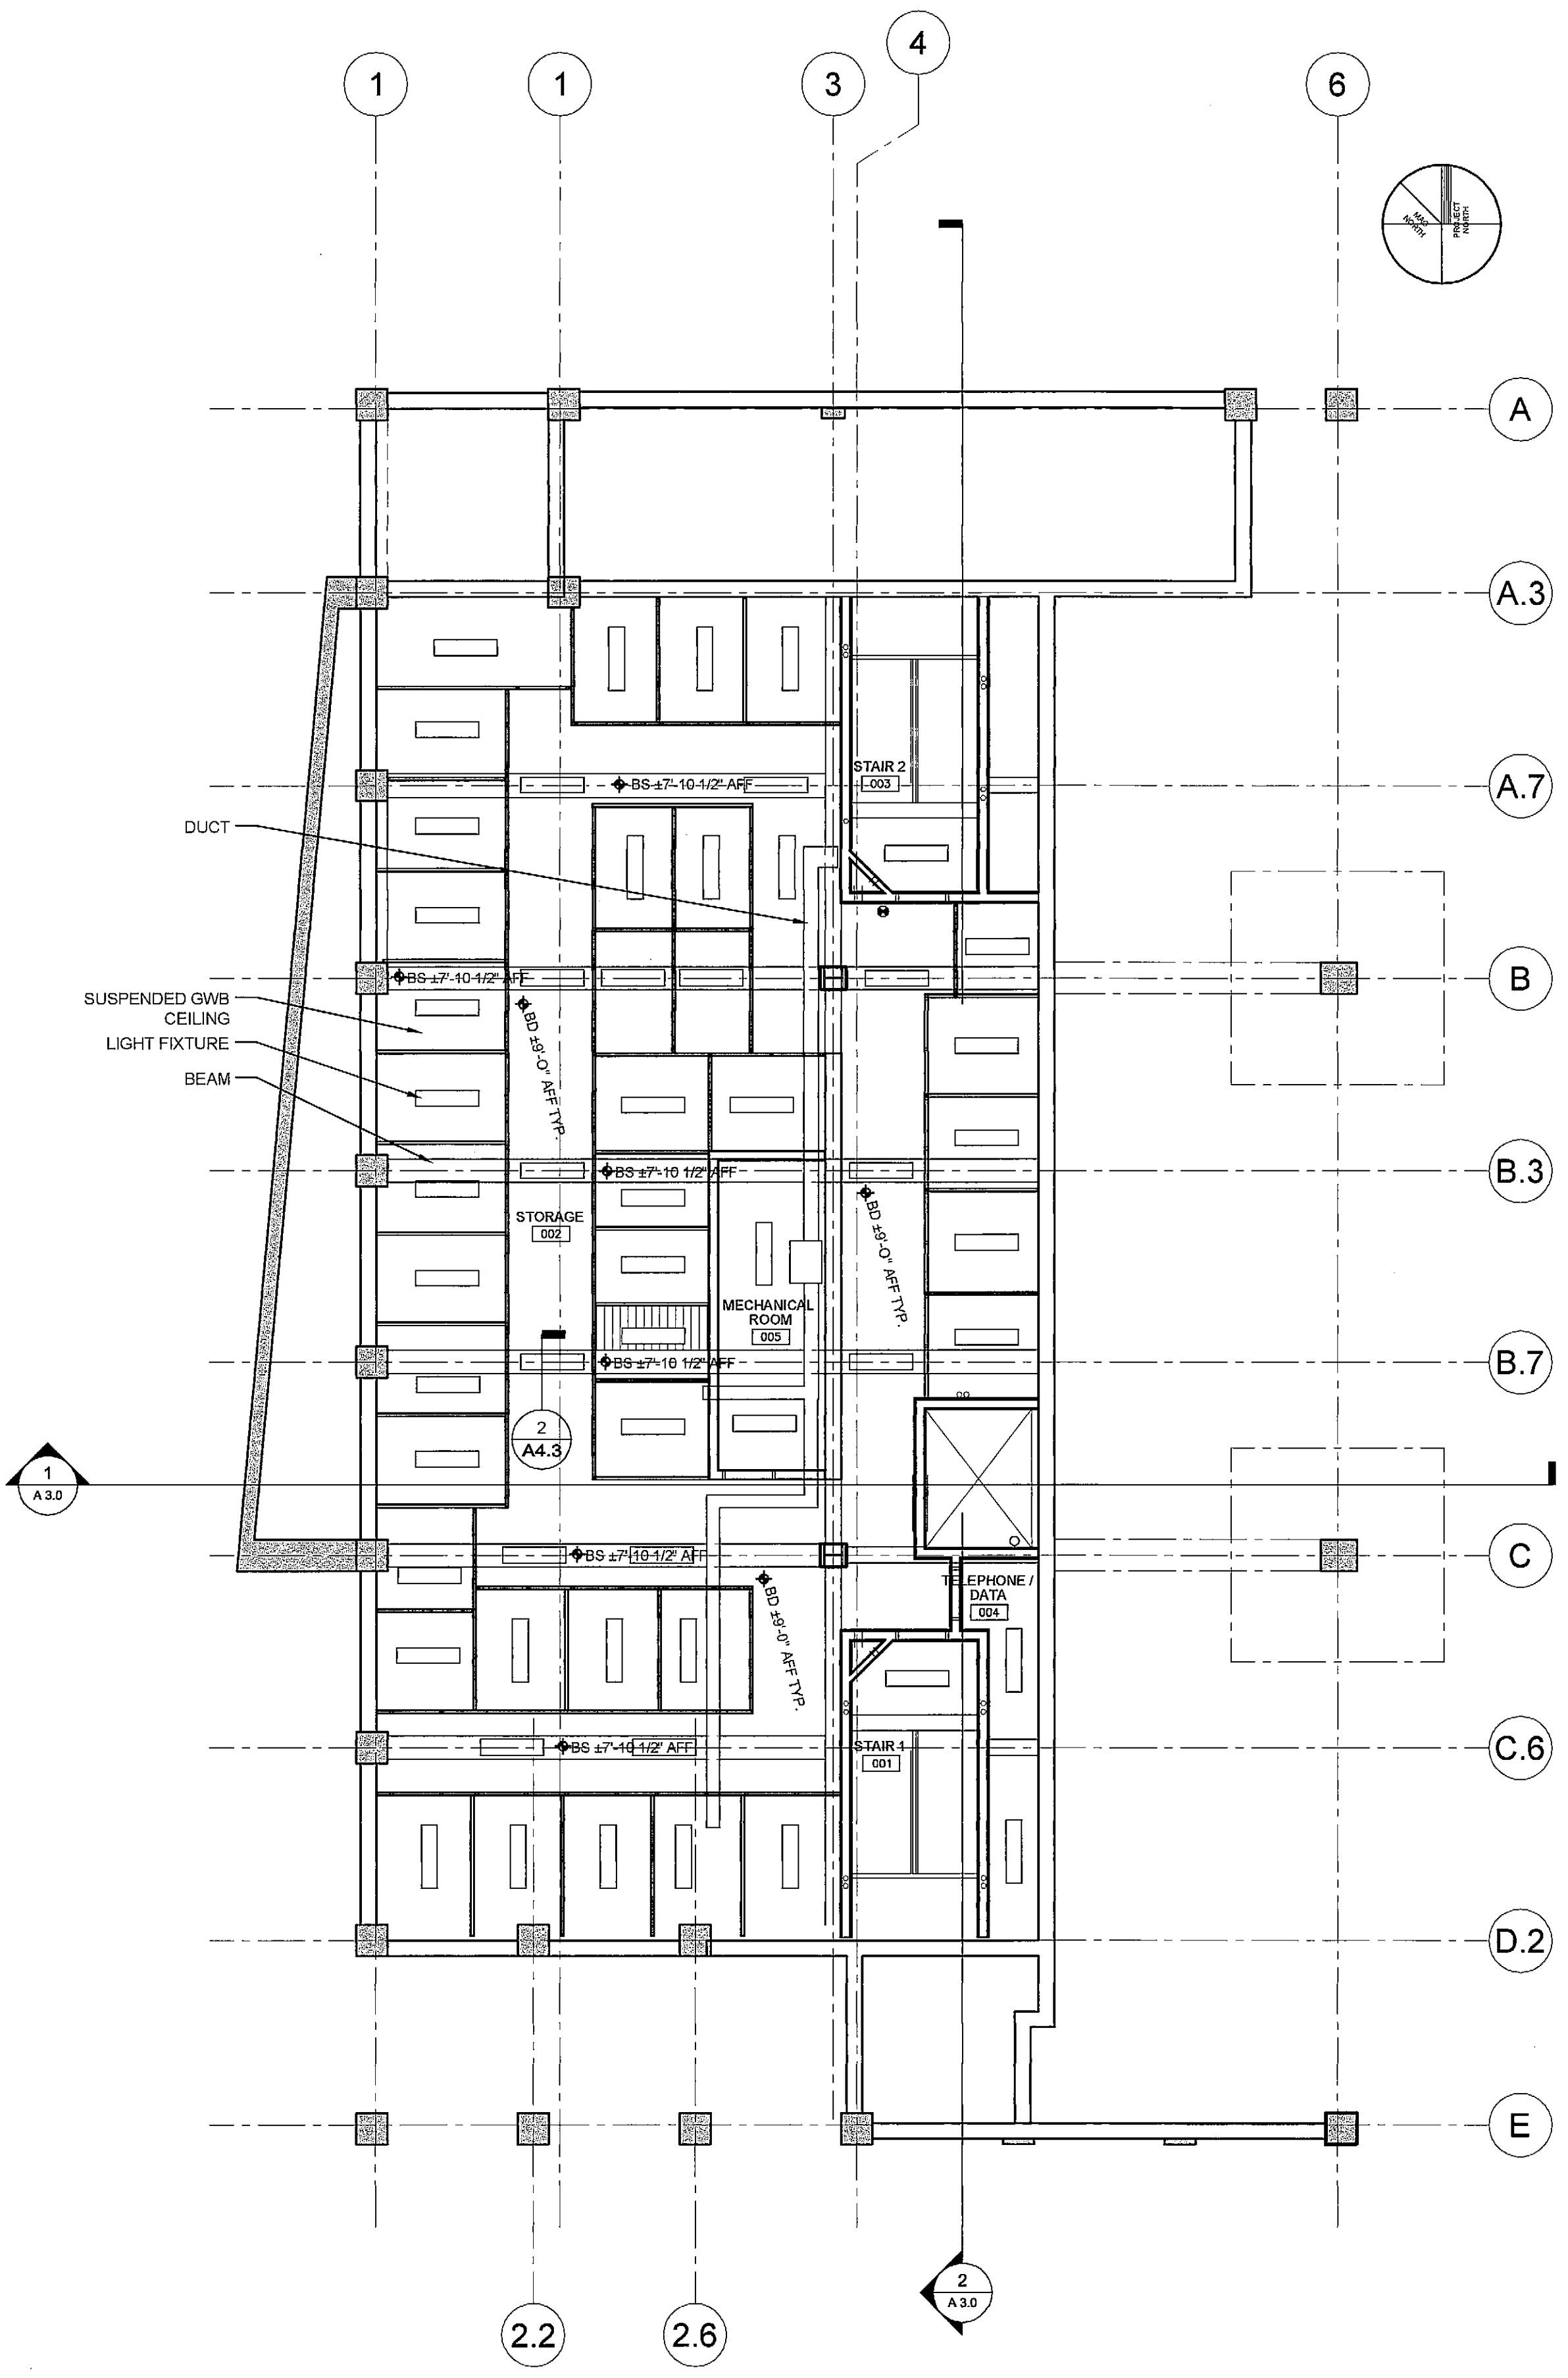 4
1
1
3
6
MAG
NORTH
PROJECT
NORTH
A
A.3
STAIR 2
003
BS ±7'-10 1/2" AFF
A.7
DUCT
BS ±7'-10 1/2" AFF
B
SUSPENDED GWB
CEILING
LIGHT FIXTURE
BD ±9'-0" AFF TYP.
BEAM
BS ±7'-10 1/2" AFF
B.3
STORAGE
002
BD ±9'-0" AFF TYP.
MECHANICAL
ROOM
005
BS ±7'-10 1/2" AFF
B.7
2
A4.3
1
A 3.0
BS ±7'-10 1/2" AFF
C
TELEPHONE /
DATA
004
BD ±9'-0" AFF TYP.
BS ±7'-10 1/2" AFF
STAIR 1
001
C.6
D.2
E
2
A 3.0
2.2
2.6